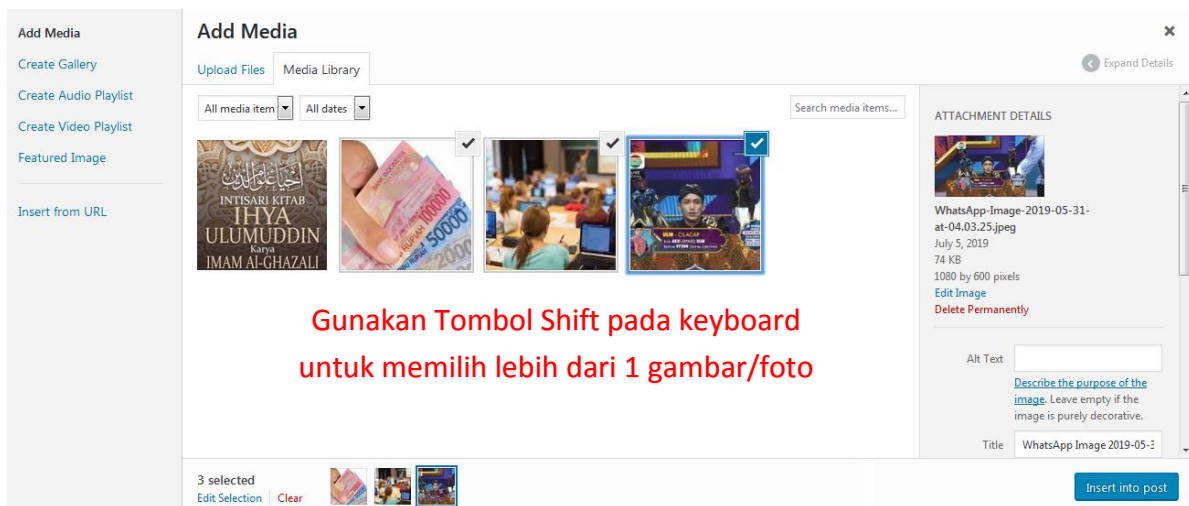 Add Media
Create Gallery
Create Audio Playlist
Create Video Playlist
Featured Image
Insert from URL
Add Media
Upload Files
Media Library
Expand Details
All media item
All dates
Search media items...
INTISARI KITAB
IHYA
ULUMUDDIN
Karya
IMAM Al-GHAZALI
100000
50000
Gunakan Tombol Shift pada keyboard
untuk memilih lebih dari 1 gambar/foto
ATTACHMENT DETAILS
WhatsApp-Image-2019-05-31-
at-04.03.25.jpeg
July 5, 2019
74 KB
1080 by 600 pixels
Edit Image
Delete Permanently
Alt Text
Describe the purpose of the
image. Leave empty if the
image is purely decorative.
Title
WhatsApp Image 2019-05-3
3 selected
Edit Selection
Clear
Insert into post